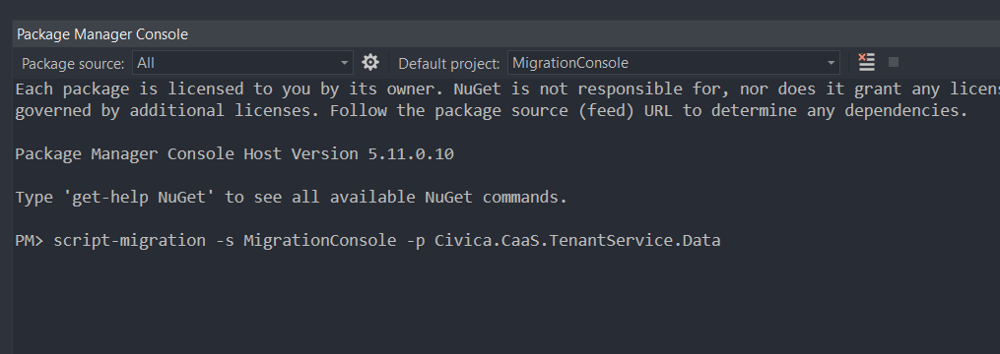 Package Manager Console
Package source: All Default project: MigrationConsole
Each package is licensed to you by its owner. NuGet is not responsible for, nor does it grant any
governed by additional licenses. Follow the package source (feed) URL to determine any dependencies.
Package Manager Console Host Version 5.11.0.10
Type 'get-help NuGet' to see all available NuGet commands.
PM> script-migration -s MigrationConsole -p Civica.CaaS.TenantService.Data